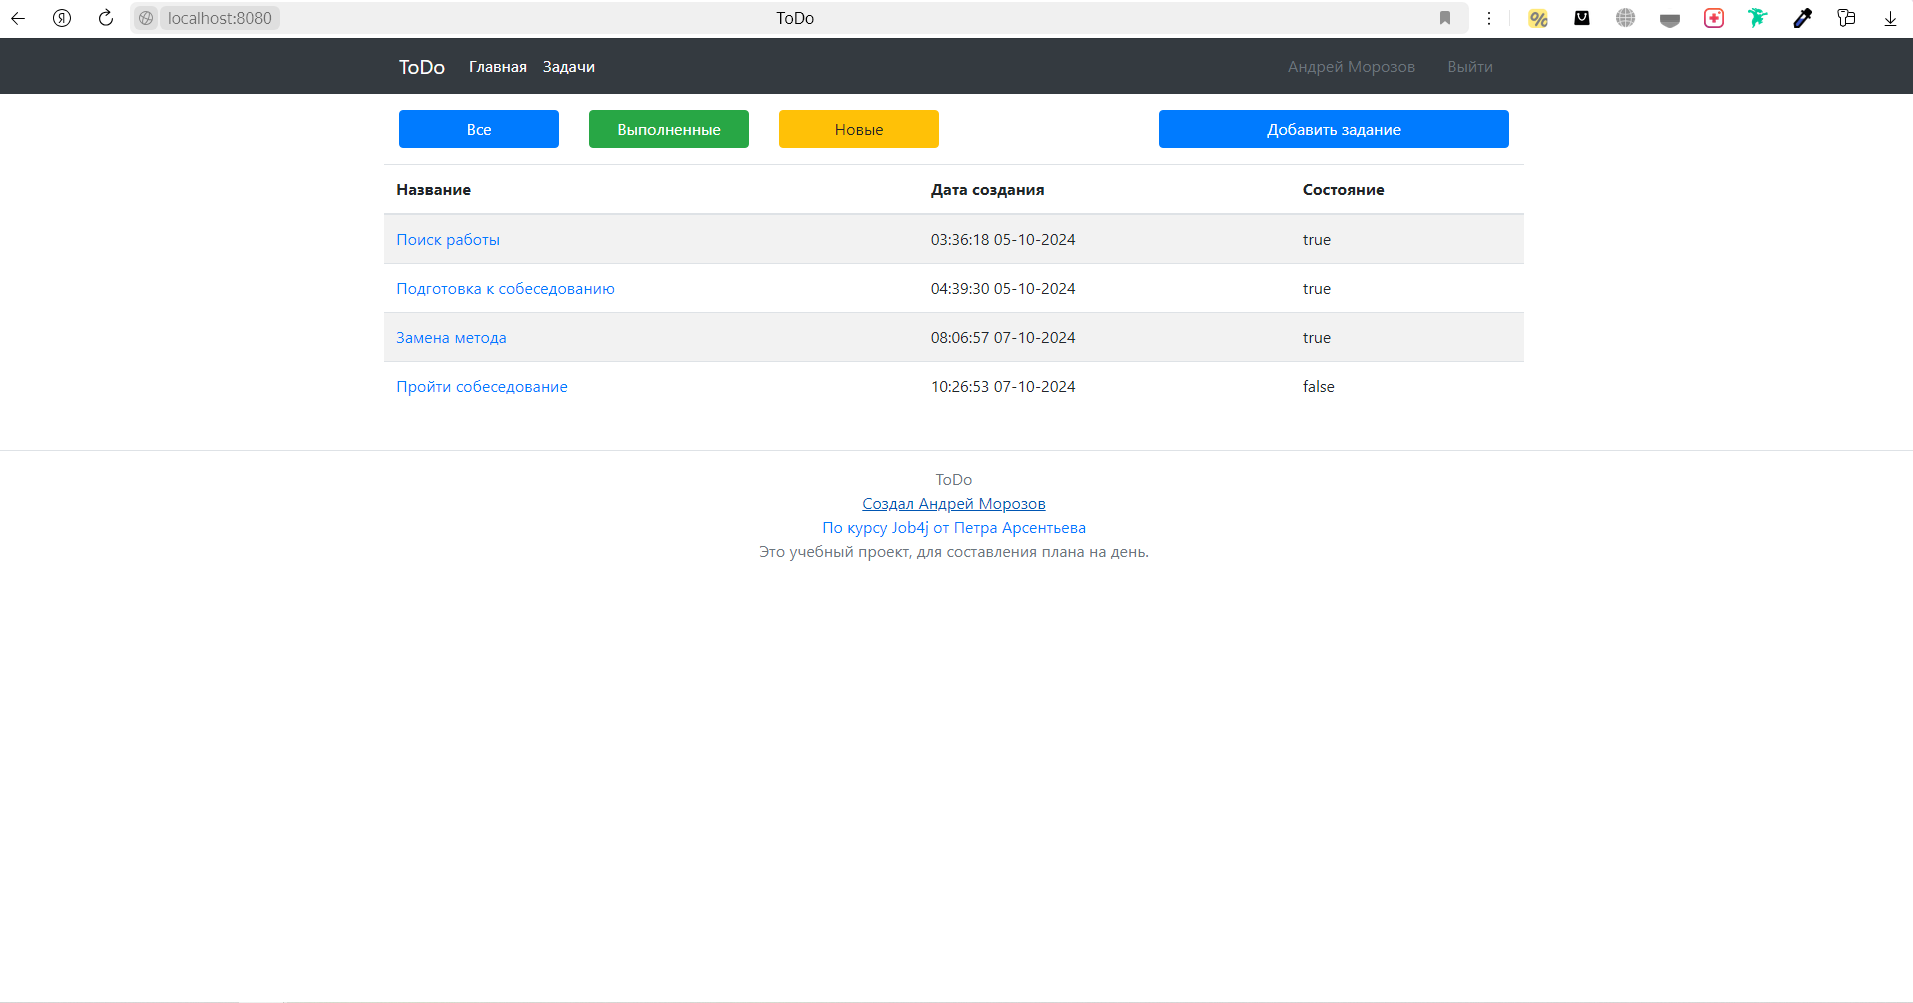 localhost:8080 ToDo
ToDo Главная Задачи Андрей Морозов Выйти
Все Выполненные Новые Добавить задание
Название Дата создания Состояние
Поиск работы 03:36:18 05-10-2024 true
Подготовка к собеседованию 04:39:30 05-10-2024 true
Замена метода 08:06:57 07-10-2024 true
Пройти собеседование 10:26:53 07-10-2024 false
ToDo
Создал Андрей Морозов
По курсу Job4j от Петра Арсентьева
Это учебный проект, для составления плана на день.